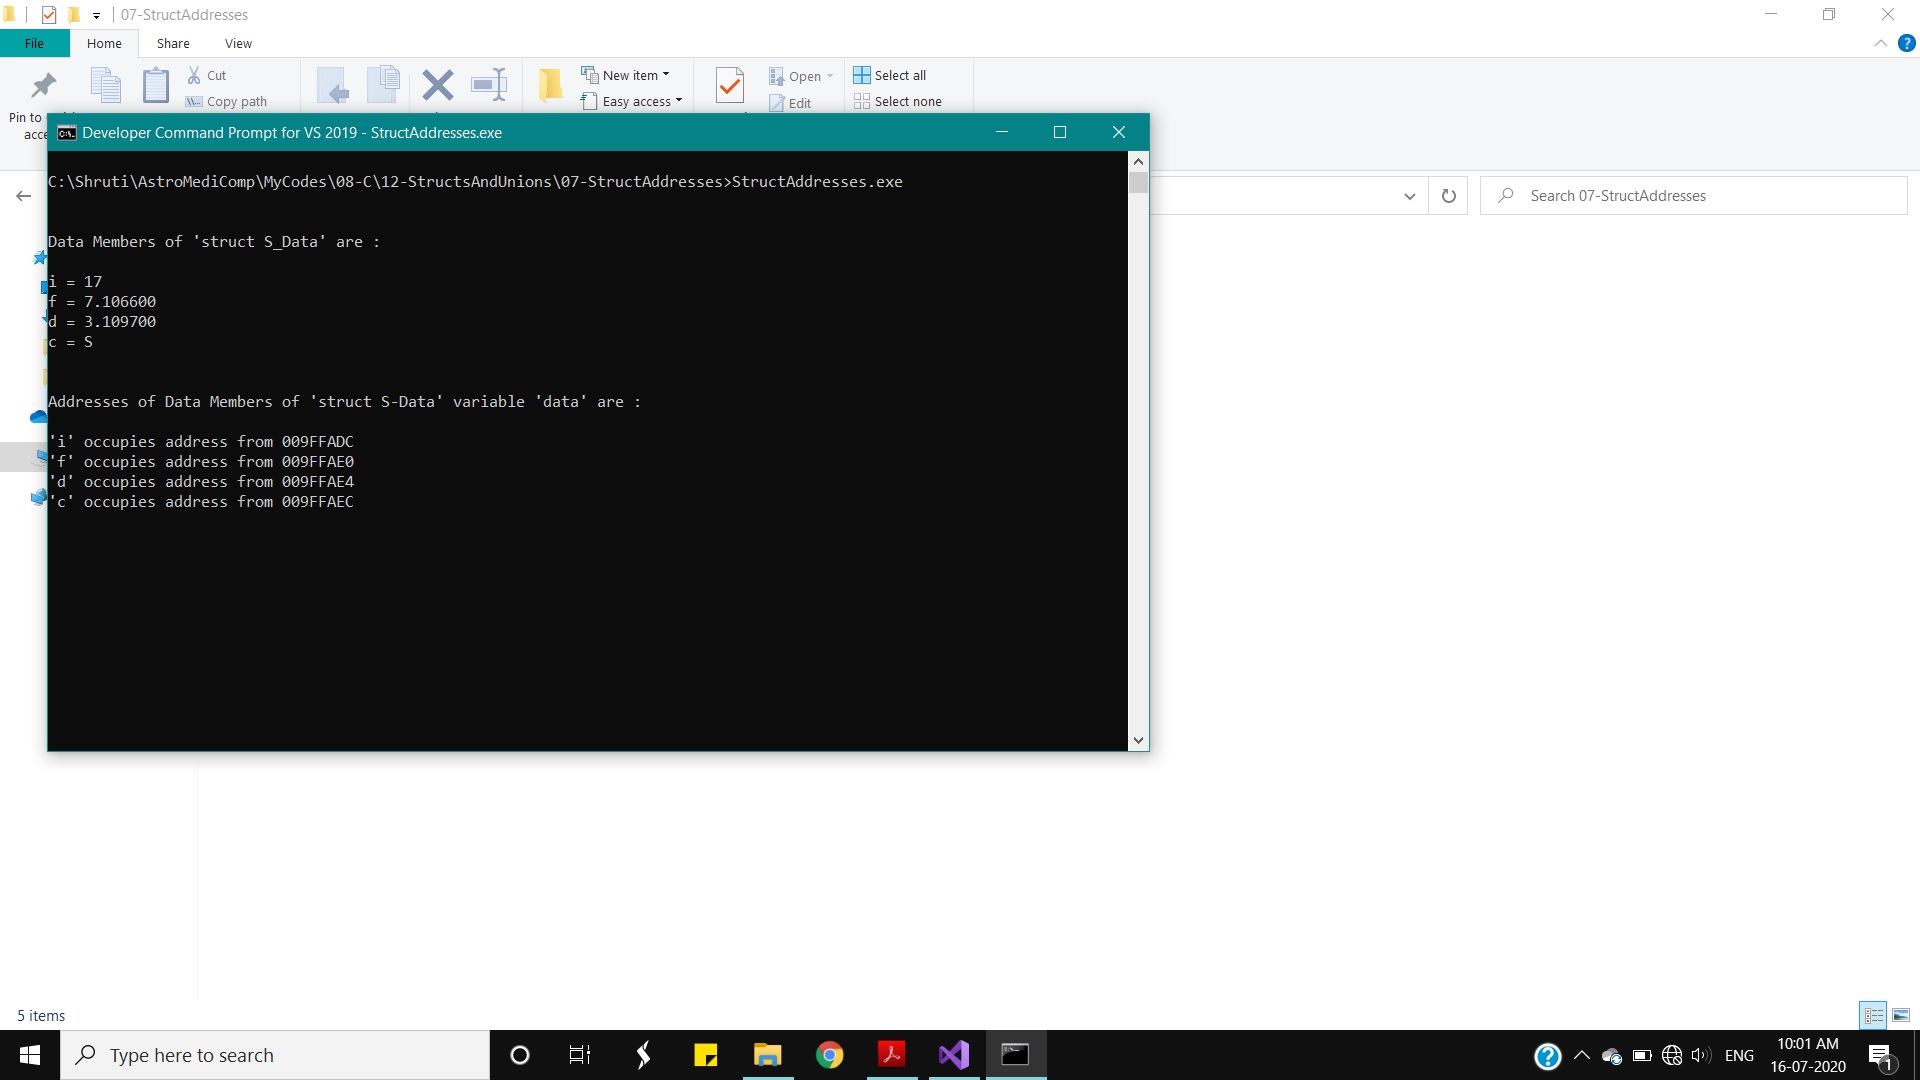 07-StructAddresses
File Home Share View
Cut
Copy path
Pin to
acce
New item
Easy access
Open
Edit
Select all
Select none
Developer Command Prompt for VS 2019 - StructAddresses.exe
C:\Shruti\AstroMediComp\MyCodes\08-C\12-StructsAndUnions\07-StructAddresses>StructAddresses.exe
Search 07-StructAddresses
Data Members of 'struct S_Data' are :
i = 17
f = 7.106600
d = 3.109700
c = S
Addresses of Data Members of 'struct S-Data' variable 'data' are :
'i' occupies address from 009FFADC
'f' occupies address from 009FFAE0
'd' occupies address from 009FFAE4
'c' occupies address from 009FFAEC
5 items
Type here to search
ENG
10:01 AM
16-07-2020
1